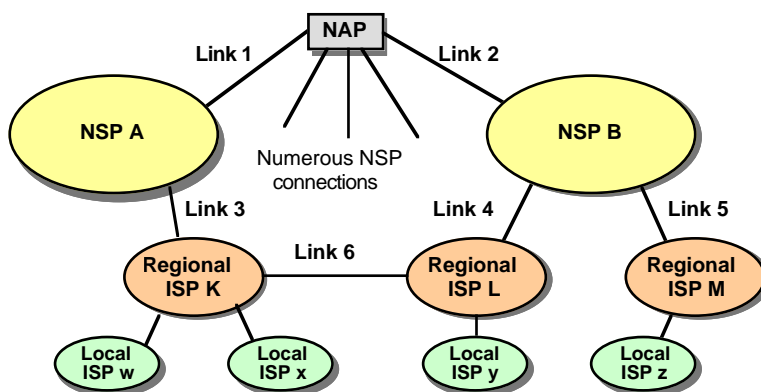 NAP
Link 1
Link 2
NSP A
NSP B
Numerous NSP
connections
Link 3
Link 4
Link 5
Link 6
Regional
ISP K
Regional
ISP L
Regional
ISP M
Local
ISP w
Local
ISP x
Local
ISP y
Local
ISP z